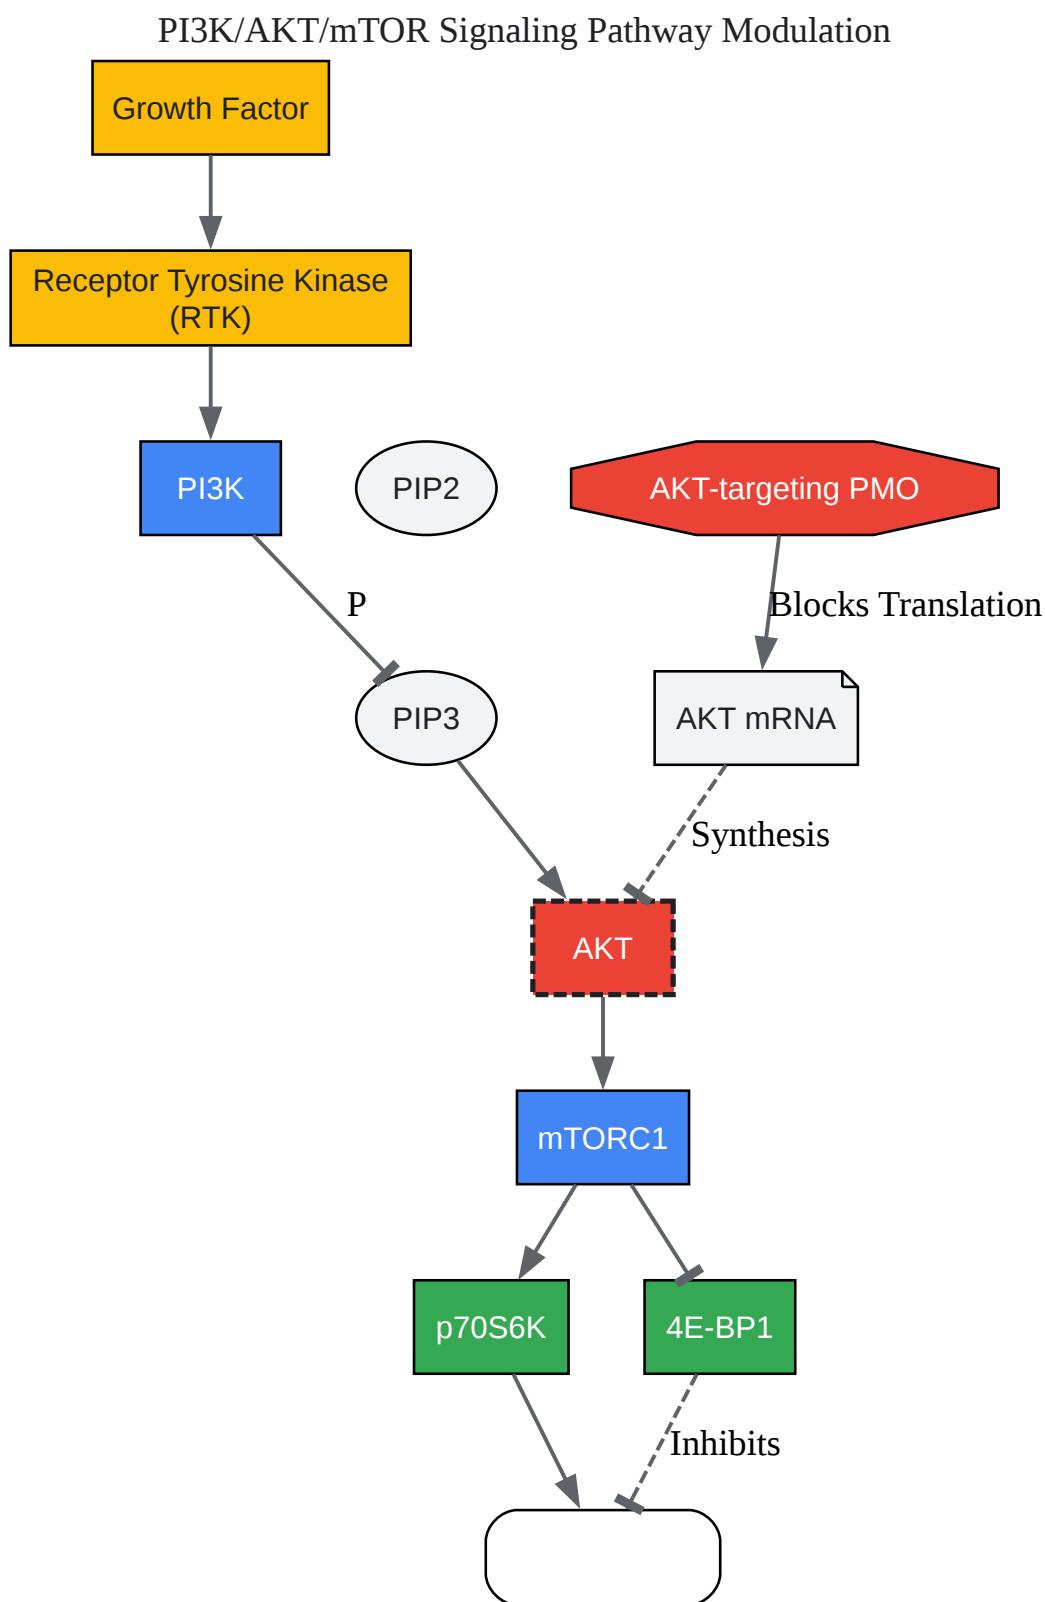 PI3K/AKT/mTOR Signaling Pathway Modulation
Growth Factor
Receptor Tyrosine Kinase
(RTK)
PI3K
PIP2
AKT-targeting PMO
P
Blocks Translation
PIP3
AKT mRNA
Synthesis
AKT
mTORC1
p70S6K
4E-BP1
Inhibits